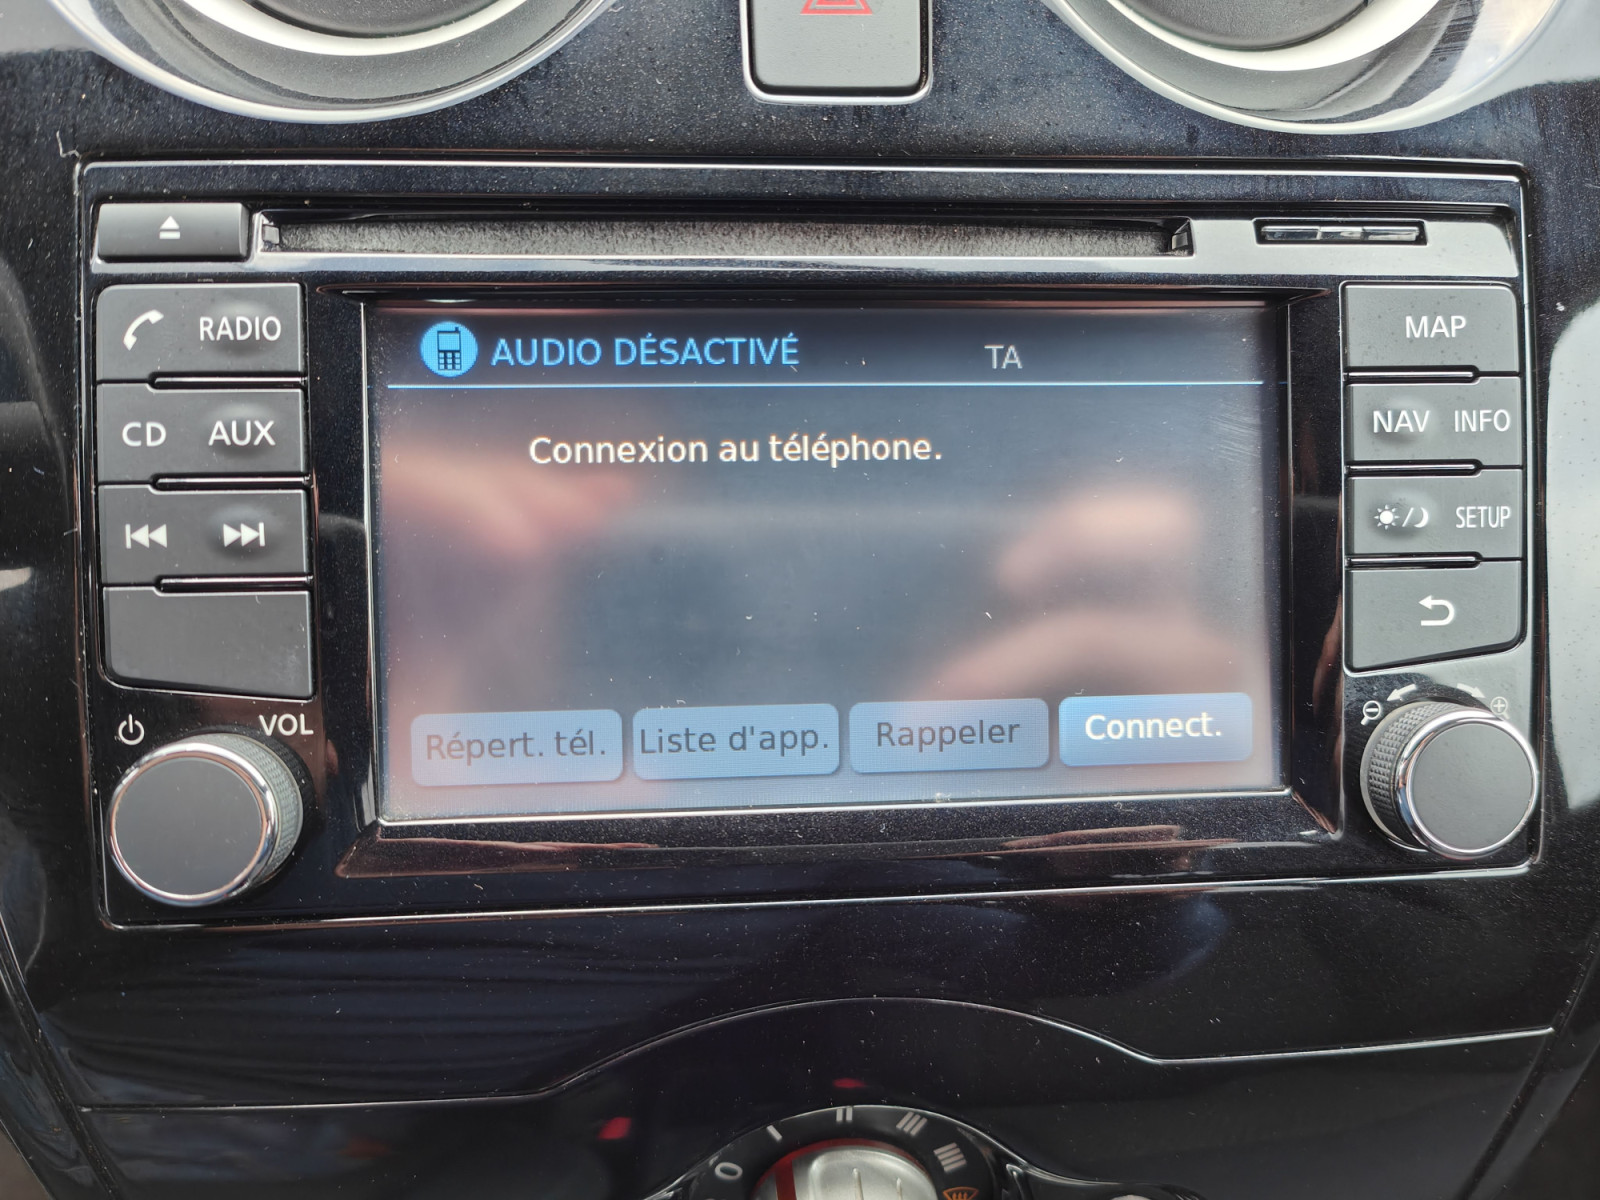 RADIO
CD AUX
VOL
AUDIO DÉSACTIVÉ TA
Connexion au téléphone.
Répert. tél. Liste d'app. Rappeler Connect.
MAP
NAV INFO
SETUP
0